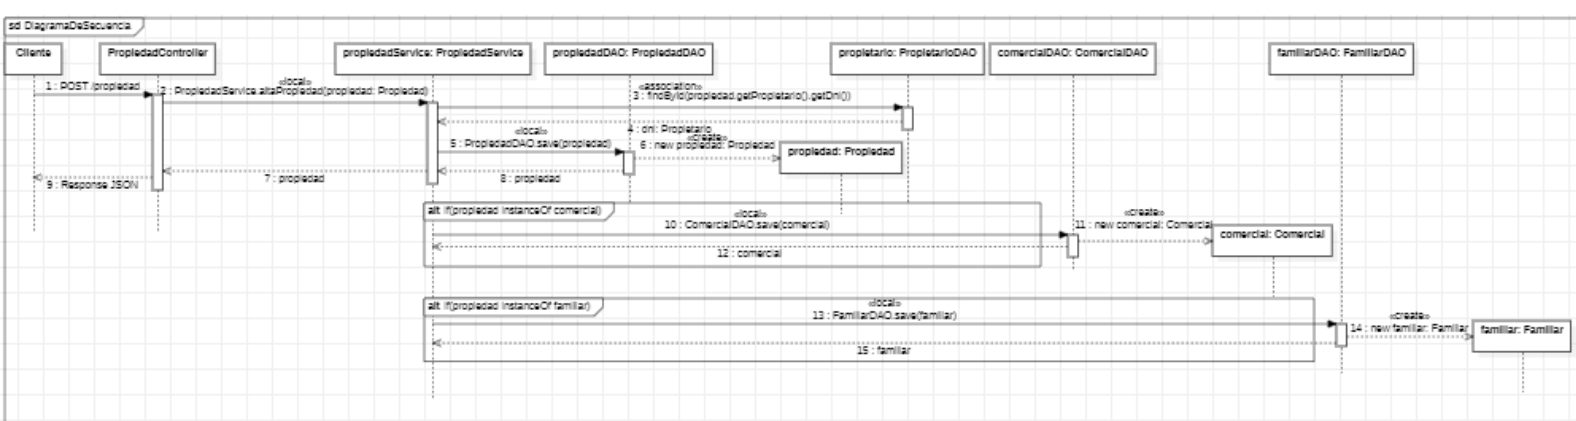 sd DiagramaDeSecuencia
Cliente
PropiedadController
propiedadService: PropiedadService
propiedadDAO: PropiedadDAO
propietario: PropietarioDAO
comercialDAO: ComercialDAO
familiarDAO: FamiliarDAO
1 : POST /propiedad
«local»
2 : PropiedadService.altaPropiedad(propiedad: Propiedad)
«association»
3 : findById(propiedad.getPropietario().getDni())
4 : dni: Propietario
«local»
5 : PropiedadDAO.save(propiedad)
«create»
6 : new propiedad: Propiedad
propiedad: Propiedad
7 : propiedad
8 : propiedad
9 : Response JSON
alt if(propiedad instanceOf comercial)
«local»
10 : ComercialDAO.save(comercial)
«create»
11 : new comercial: Comercial
comercial: Comercial
12 : comercial
alt if(propiedad instanceOf familiar)
«local»
13 : FamiliarDAO.save(familiar)
«create»
14 : new familiar: Familiar
familiar: Familiar
15 : familiar